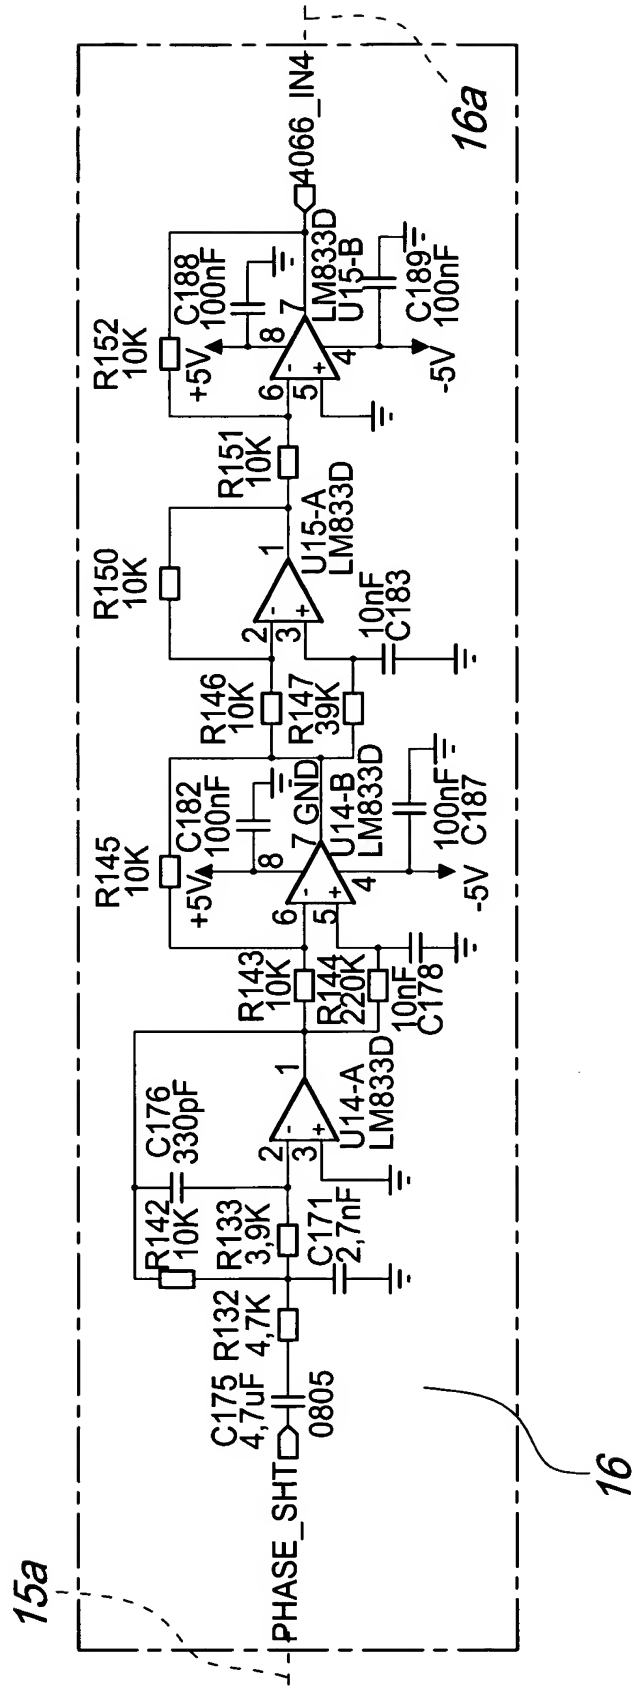 15a
PHASE_SHT
C175
4,7uF
0805
R132
4,7K
R142
10K
R133
3,9K
C171
2,7nF
C176
330pF
2
3
-
+
1
U14-A
LM833D
R143
10K
R144
220K
10nF
C178
R145
10K
+5V
C182
100nF
6
5
-
+
8
4
7
GND
U14-B
LM833D
-5V
100nF
C187
R146
10K
R147
39K
R150
10K
2
3
-
+
1
U15-A
LM833D
10nF
C183
R151
10K
R152
10K
+5V
C188
100nF
6
5
-
+
8
4
7
LM833D
U15-B
-5V
C189
100nF
4066_IN4
16a
16